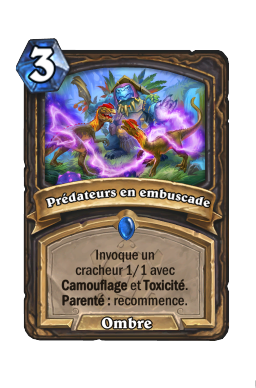 3
Prédateurs en embuscade
Invoque un
cracheur 1/1 avec
Camouflage et Toxicité.
Parenté : recommence.
Ombre